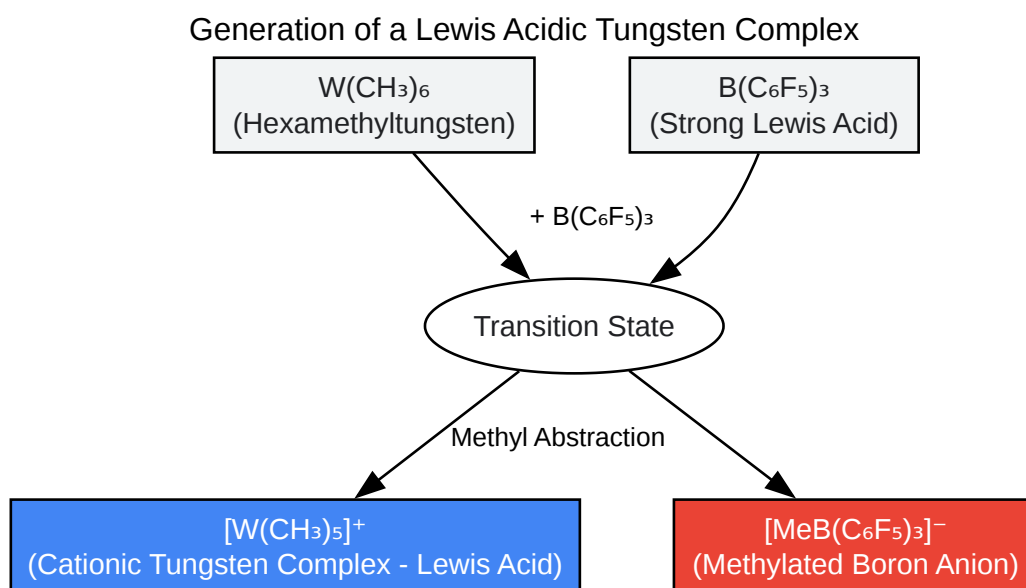 Generation of a Lewis Acidic Tungsten Complex
W(CH₃)₆
(Hexamethyltungsten)
B(C₆F₅)₃
(Strong Lewis Acid)
+ B(C₆F₅)₃
Transition State
Methyl Abstraction
[W(CH₃)₅]⁺
(Cationic Tungsten Complex - Lewis Acid)
[MeB(C₆F₅)₃]⁻
(Methylated Boron Anion)